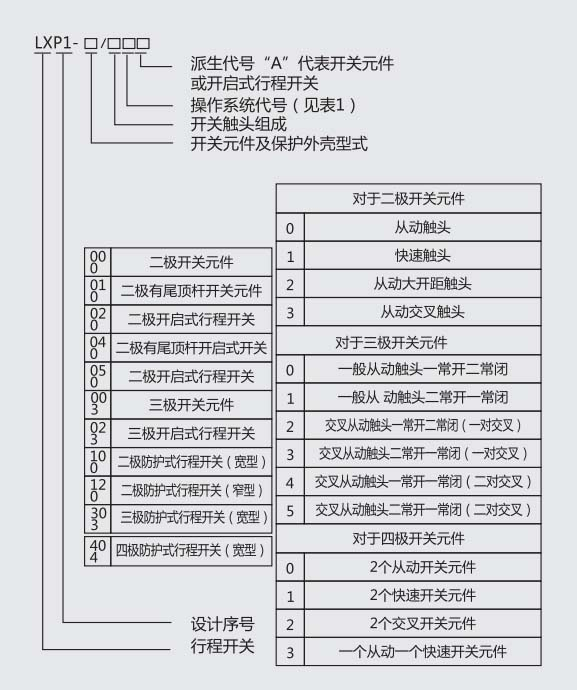 LXP1-□/□□□
派生代号“A”代表开关元件
或开启式行程开关
操作系统代号（见表1）
开关触头组成
开关元件及保护外壳型式
对于二极开关元件
0 从动触头
1 快速触头
2 从动大开距触头
3 从动交叉触头
对于三极开关元件
0 一般从动触头一常开二常闭
1 一般从 动触头二常开一常闭
2 交叉从动触头一常开二常闭（一对交叉）
3 交叉从动触头二常开一常闭（一对交叉）
4 交叉从动触头一常开一常闭（二对交叉）
5 交叉从动触头二常开一常闭（二对交叉）
对于四极开关元件
0 2个从动开关元件
1 2个快速开关元件
2 2个交叉开关元件
3 一个从动一个快速开关元件
000 二极开关元件
010 二极有尾顶杆开关元件
020 二极开启式行程开关
040 二极有尾顶杆开启式开关
050 二极开启式行程开关
003 三极开关元件
023 三极开启式行程开关
100 二极防护式行程开关（宽型）
120 二极防护式行程开关（窄型）
303 三极防护式行程开关（宽型）
404 四极防护式行程开关（宽型）
设计序号
行程开关